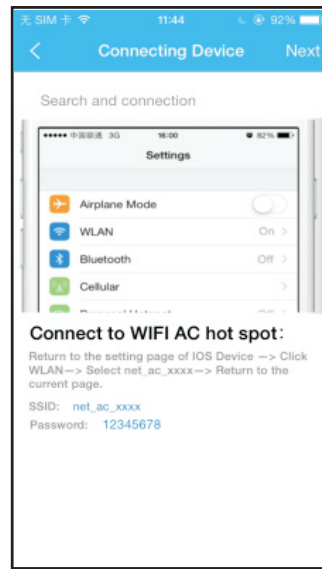 无 SIM 卡 11:44 92%
Connecting Device Next
Search and connection
中国联通 3G 16:00 82%
Settings
Airplane Mode
WLAN On
Bluetooth Off
Cellular
Connect to WIFI AC hot spot:
Return to the setting page of IOS Device —> Click
WLAN—> Select net_ac_xxxx—> Return to the
current page.
SSID: net_ac_xxxx
Password: 12345678